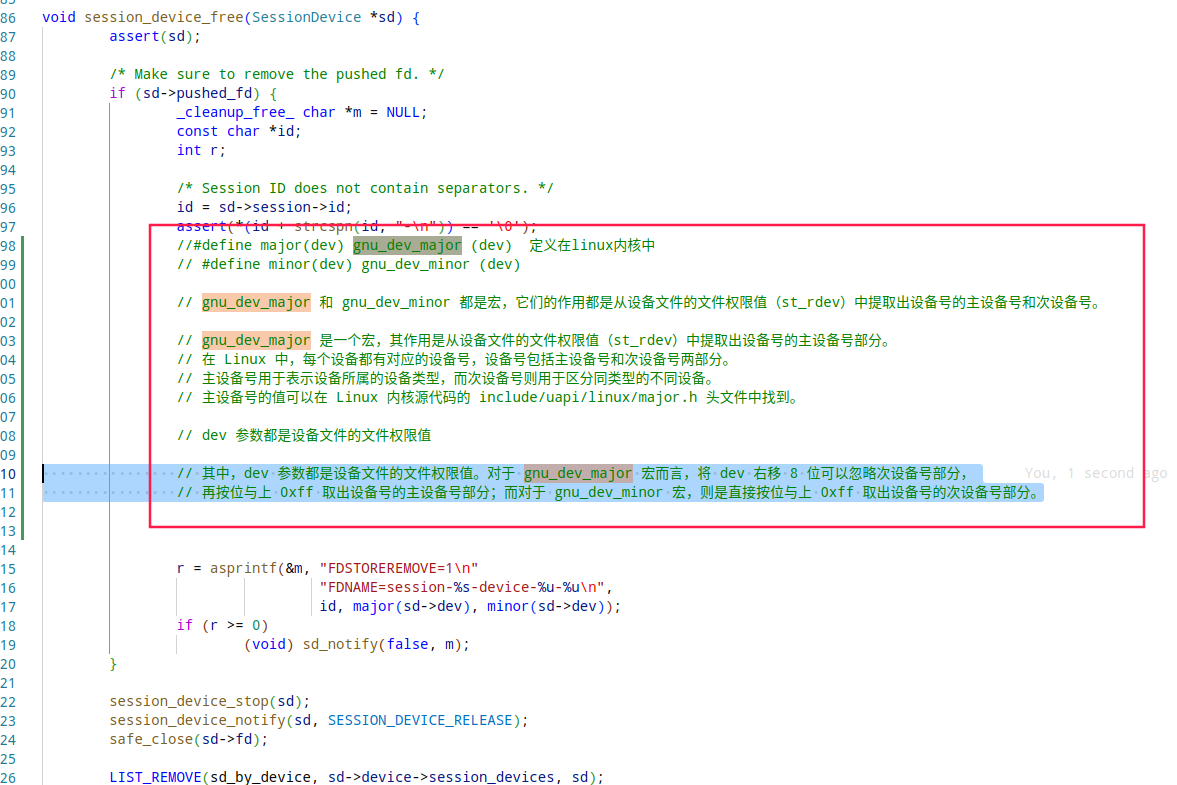 85
86 void session_device_free(SessionDevice *sd) {
87 assert(sd);
88
89 /* Make sure to remove the pushed fd. */
90 if (sd->pushed_fd) {
91 _cleanup_free_ char *m = NULL;
92 const char *id;
93 int r;
94
95 /* Session ID does not contain separators. */
96 id = sd->session->id;
97 assert(*(id + strcspn(id, "-\n")) == '\0');
98 //#define major(dev) gnu_dev_major (dev)  定义在linux内核中
99 // #define minor(dev) gnu_dev_minor (dev)
00
01 // gnu_dev_major 和 gnu_dev_minor 都是宏，它们的作用都是从设备文件的文件权限值（st_rdev）中提取出设备号的主设备号和次设备号。
02
03 // gnu_dev_major 是一个宏，其作用是从设备文件的文件权限值（st_rdev）中提取出设备号的主设备号部分。
04 // 在 Linux 中，每个设备都有对应的设备号，设备号包括主设备号和次设备号两部分。
05 // 主设备号用于表示设备所属的设备类型，而次设备号则用于区分同类型的不同设备。
06 // 主设备号的值可以在 Linux 内核源代码的 include/uapi/linux/major.h 头文件中找到。
07
08 // dev 参数都是设备文件的文件权限值
09
10 // 其中，dev 参数都是设备文件的文件权限值。对于 gnu_dev_major 宏而言，将 dev 右移 8 位可以忽略次设备号部分， You, 1 second ago
11 // 再按位与上 0xff 取出设备号的主设备号部分；而对于 gnu_dev_minor 宏，则是直接按位与上 0xff 取出设备号的次设备号部分。
12
13
14
15 r = asprintf(&m, "FDSTOREREMOVE=1\n"
16 "FDNAME=session-%s-device-%u-%u\n",
17 id, major(sd->dev), minor(sd->dev));
18 if (r >= 0)
19 (void) sd_notify(false, m);
20 }
21
22 session_device_stop(sd);
23 session_device_notify(sd, SESSION_DEVICE_RELEASE);
24 safe_close(sd->fd);
25
26 LIST_REMOVE(sd_by_device, sd->device->session_devices, sd);